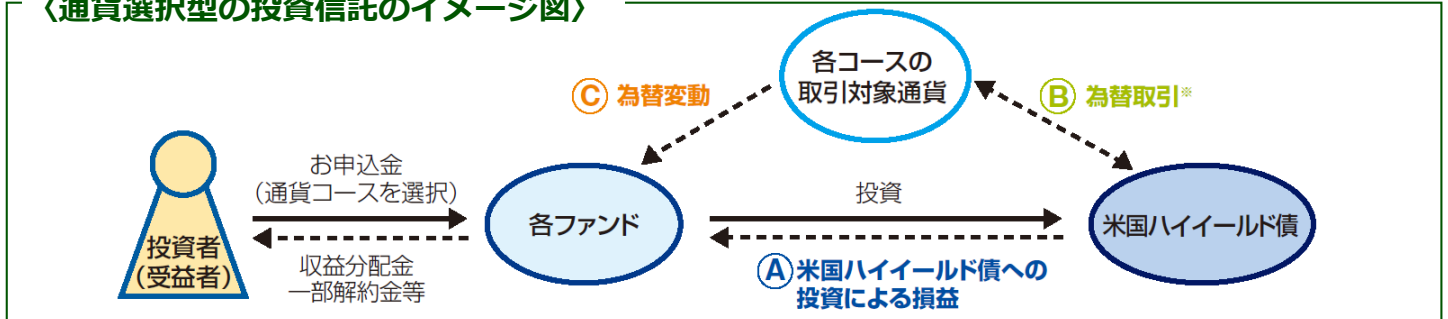 〈通貨選択型の投資信託のイメージ図〉
各コースの
取引対象通貨
Ⓒ 為替変動
Ⓑ 為替取引※
お申込金
(通貨コースを選択)
投資者
(受益者)
収益分配金
一部解約金等
各ファンド
投資
Ⓐ 米国ハイイールド債への
投資による損益
米国ハイイールド債